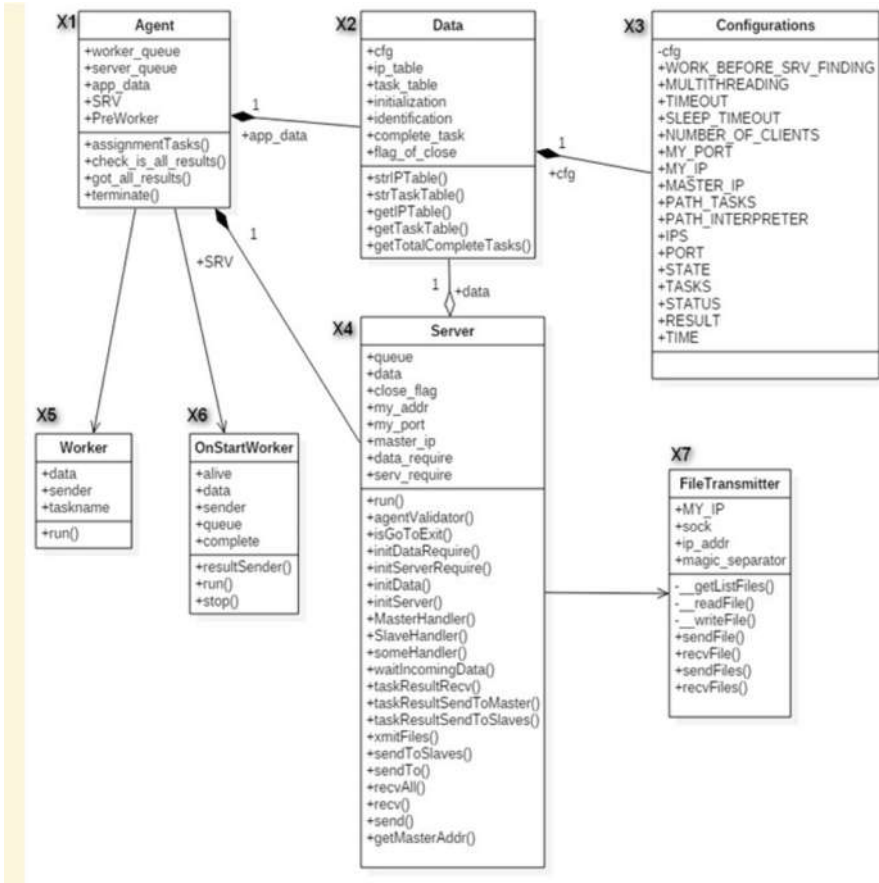 X1
Agent
+worker_queue
+server_queue
+app_data
+SRV
+PreWorker
+assignmentTasks()
+check_is_all_results()
+got_all_results()
+terminate()
1
+app_data
X2
Data
+cfg
+ip_table
+task_table
+initialization
+identification
+complete_task
+flag_of_close
+strIPTable()
+strTaskTable()
+getIPTable()
+getTaskTable()
+getTotalCompleteTasks()
1
+cfg
X3
Configurations
-cfg
+WORK_BEFORE_SRV_FINDING
+MULTITHREADING
+TIMEOUT
+SLEEP_TIMEOUT
+NUMBER_OF_CLIENTS
+MY_PORT
+MY_IP
+MASTER_IP
+PATH_TASKS
+PATH_INTERPRETER
+IPS
+PORT
+STATE
+TASKS
+STATUS
+RESULT
+TIME
1
+SRV
1
+data
X4
Server
+queue
+data
+close_flag
+my_addr
+my_port
+master_ip
+data_require
+serv_require
+run()
+agentValidator()
+isGoToExit()
+initDataRequire()
+initServerRequire()
+initData()
+initServer()
+MasterHandler()
+SlaveHandler()
+someHandler()
+waitIncomingData()
+taskResultRecv()
+taskResultSendToMaster()
+taskResultSendToSlaves()
+xmitFiles()
+sendToSlaves()
+sendTo()
+recvAll()
+recv()
+send()
+getMasterAddr()
X5
Worker
+data
+sender
+taskname
+run()
X6
OnStartWorker
+alive
+data
+sender
+queue
+complete
+resultSender()
+run()
+stop()
X7
FileTransmitter
+MY_IP
+sock
+ip_addr
+magic_separator
-__getListFiles()
-__readFile()
-__writeFile()
+sendFile()
+recvFile()
+sendFiles()
+recvFiles()